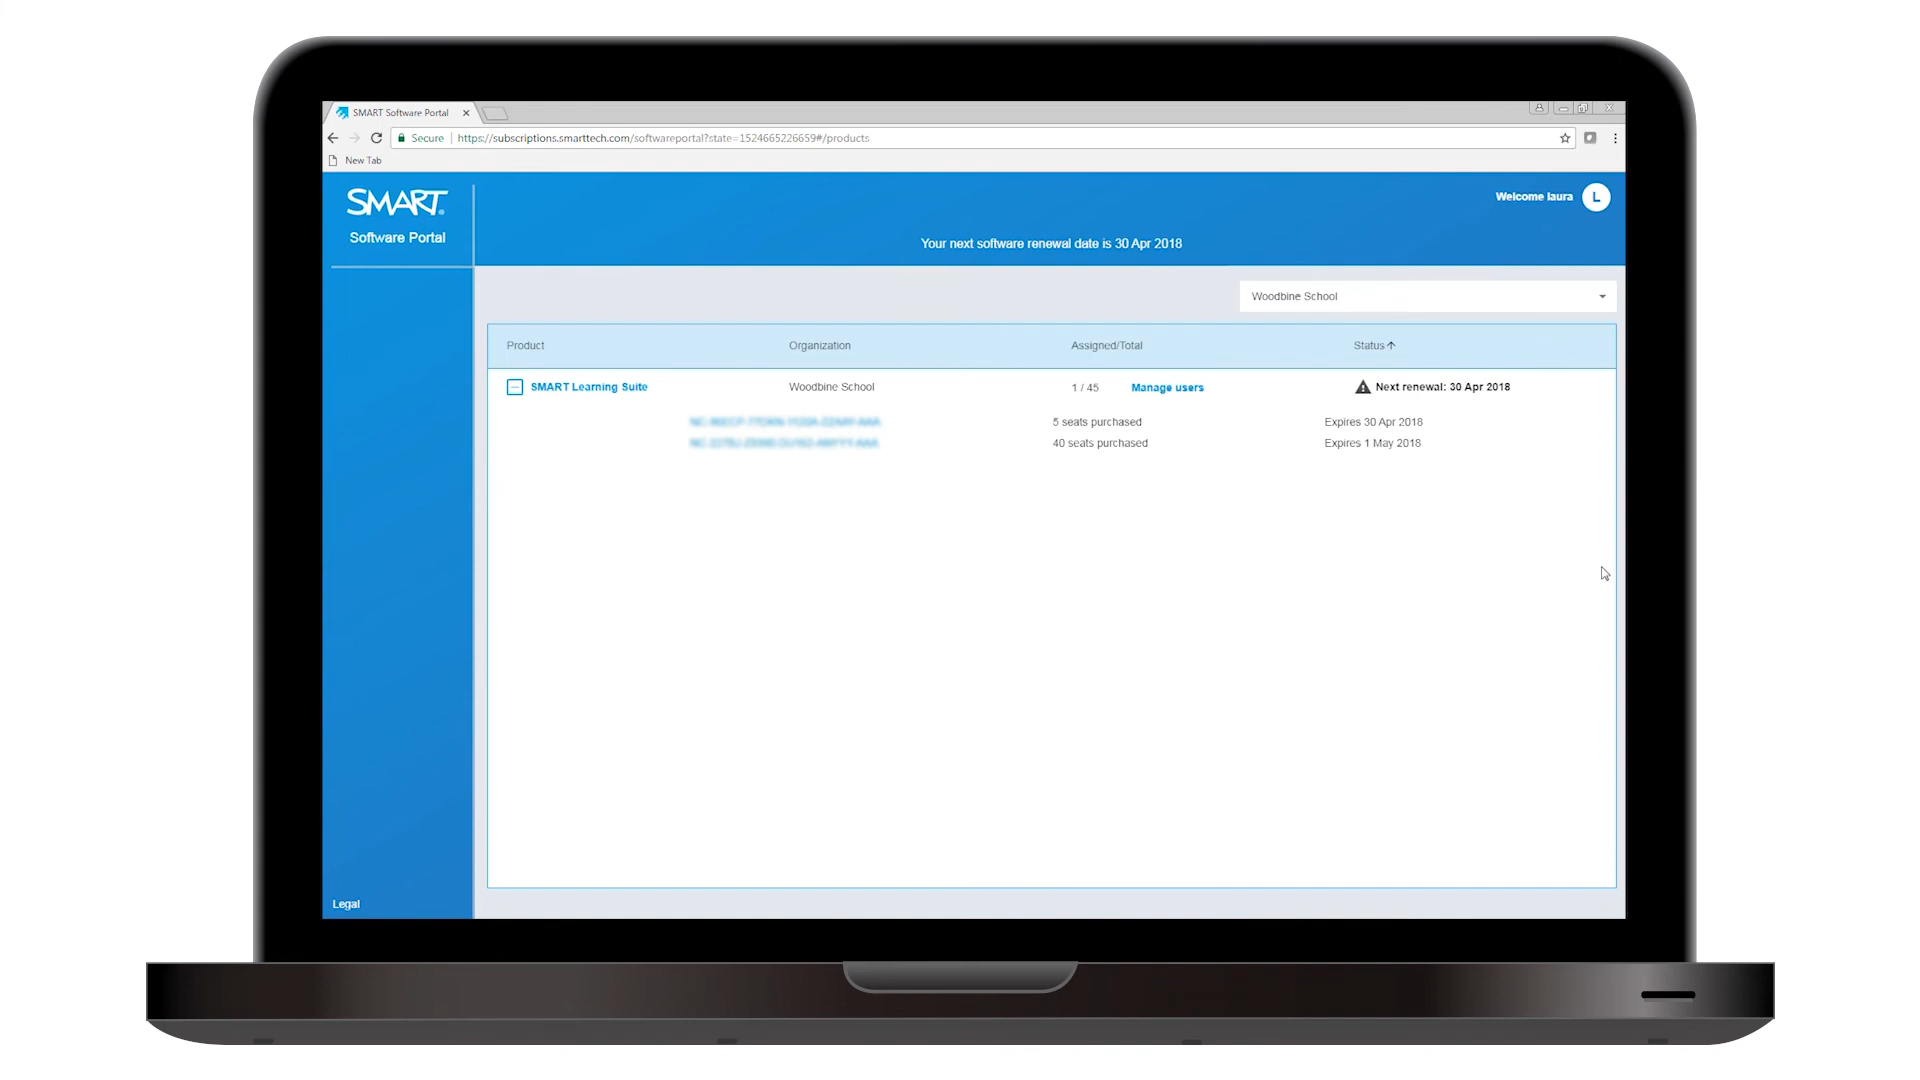 SMART Software Portal
Secure https://subscriptions.smarttech.com/softwareportal?state=1524665226659#/products
New Tab
SMART
Software Portal
Welcome laura L
Your next software renewal date is 30 Apr 2018
Woodbine School
Product Organization Assigned/Total Status
SMART Learning Suite Woodbine School 1 / 45 Manage users Next renewal: 30 Apr 2018
5 seats purchased Expires 30 Apr 2018
40 seats purchased Expires 1 May 2018
Legal